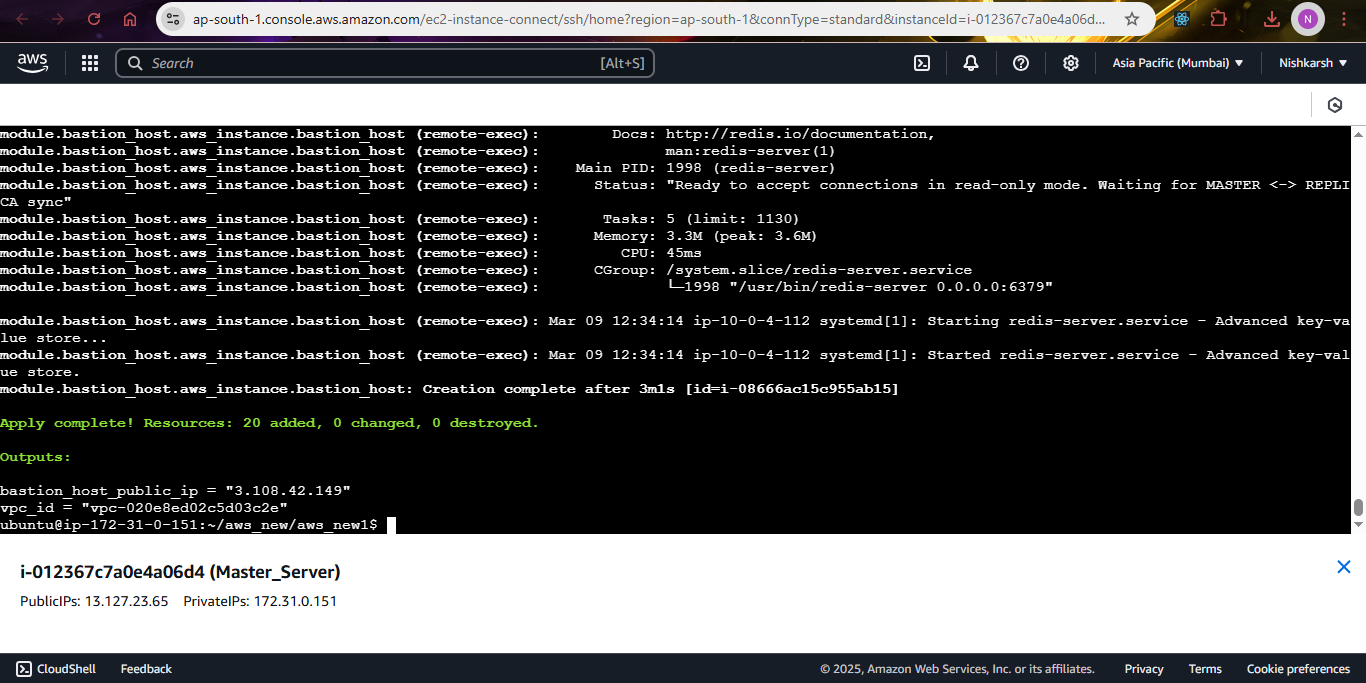 ap-south-1.console.aws.amazon.com/ec2-instance-connect/ssh/home?region=ap-south-1&connType=standard&instanceId=i-012367c7a0e4a06d...
N
aws
Search [Alt+S]
Asia Pacific (Mumbai)
Nishkarsh
module.bastion_host.aws_instance.bastion_host (remote-exec): Docs: http://redis.io/documentation,
module.bastion_host.aws_instance.bastion_host (remote-exec): man:redis-server(1)
module.bastion_host.aws_instance.bastion_host (remote-exec): Main PID: 1998 (redis-server)
module.bastion_host.aws_instance.bastion_host (remote-exec): Status: "Ready to accept connections in read-only mode. Waiting for MASTER <-> REPLI
CA sync"
module.bastion_host.aws_instance.bastion_host (remote-exec): Tasks: 5 (limit: 1130)
module.bastion_host.aws_instance.bastion_host (remote-exec): Memory: 3.3M (peak: 3.6M)
module.bastion_host.aws_instance.bastion_host (remote-exec): CPU: 45ms
module.bastion_host.aws_instance.bastion_host (remote-exec): CGroup: /system.slice/redis-server.service
module.bastion_host.aws_instance.bastion_host (remote-exec): └─1998 "/usr/bin/redis-server 0.0.0.0:6379"
module.bastion_host.aws_instance.bastion_host (remote-exec): Mar 09 12:34:14 ip-10-0-4-112 systemd[1]: Starting redis-server.service - Advanced key-va
lue store...
module.bastion_host.aws_instance.bastion_host (remote-exec): Mar 09 12:34:14 ip-10-0-4-112 systemd[1]: Started redis-server.service - Advanced key-val
ue store.
module.bastion_host.aws_instance.bastion_host: Creation complete after 3m1s [id=i-08666ac15c955ab15]
Apply complete! Resources: 20 added, 0 changed, 0 destroyed.
Outputs:
bastion_host_public_ip = "3.108.42.149"
vpc_id = "vpc-020e8ed02c5d03c2e"
ubuntu@ip-172-31-0-151:~/aws_new/aws_new1$
i-012367c7a0e4a06d4 (Master_Server)
PublicIPs: 13.127.23.65 PrivateIPs: 172.31.0.151
CloudShell Feedback © 2025, Amazon Web Services, Inc. or its affiliates. Privacy Terms Cookie preferences